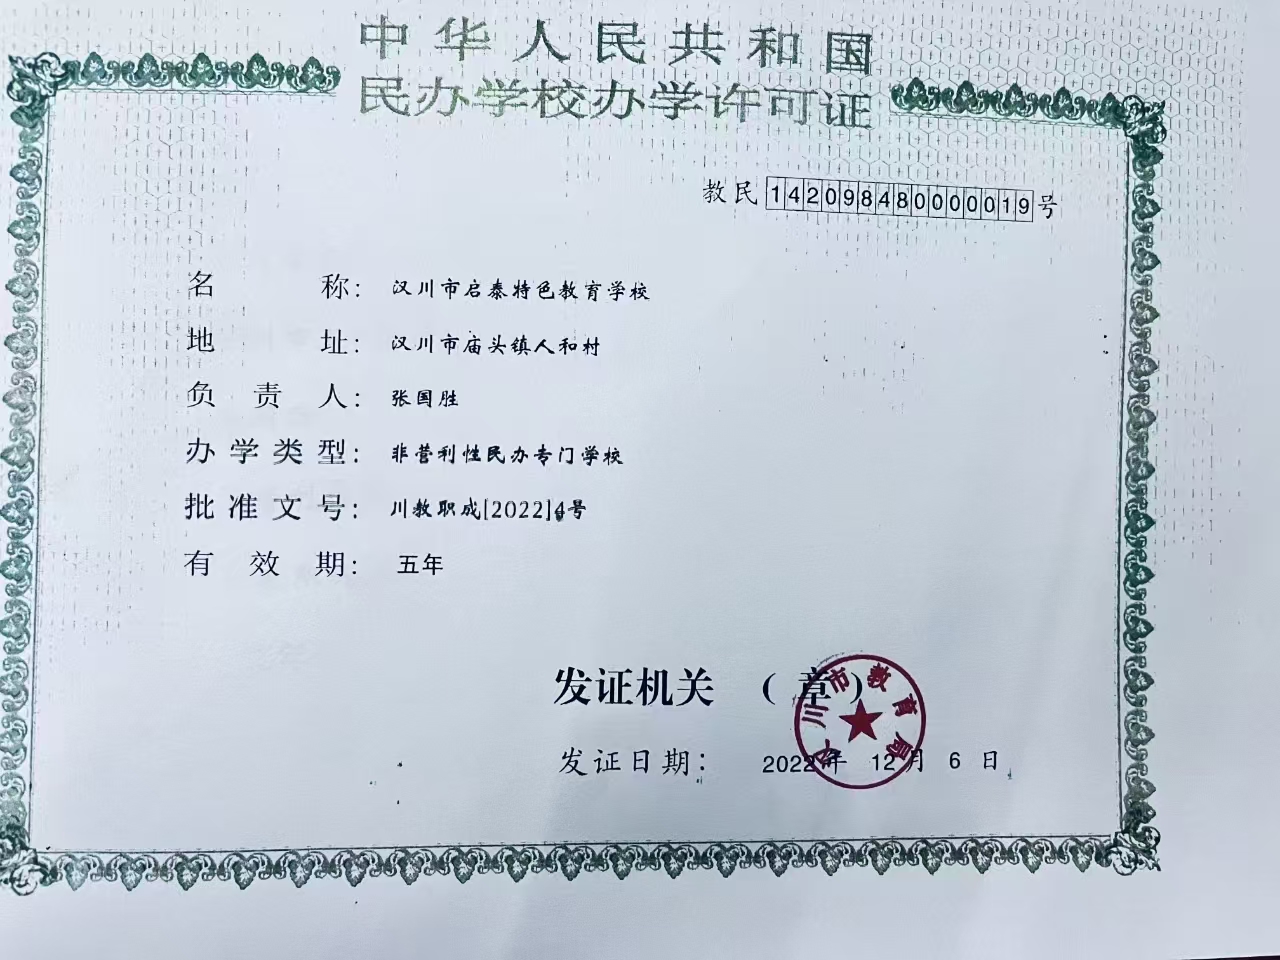 中华人民共和国
民办学校办学许可证
教民142098480000019号
名称：汉川市启泰特色教育学校
地址：汉川市庙头镇人和村
负责人：张国胜
办学类型：非营利性民办专门学校
批准文号：川教职成[2022]4号
有效期：五年
发证机关（章）
汉川市教育局
发证日期：2022年12月6日